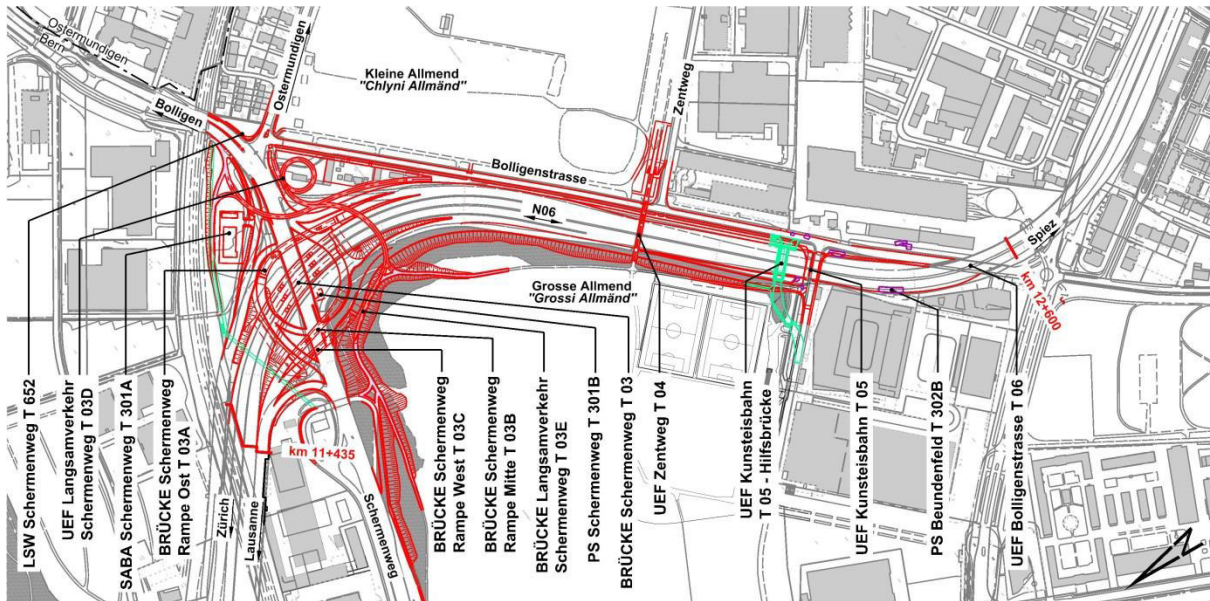 Ostermundigen
Bern
Bolligen
Ostermundigen
Kleine Allmend
"Chlyni Allmänd"
Zentweg
Bolligenstrasse
N06
Spiez
km 12+600
Grosse Allmend
"Grossi Allmänd"
km 11+435
Zürich
Lausanne
Schermenweg
LSW Schermenweg T 652
UEF Langsamverkehr
Schermenweg T 03D
SABA Schermenweg T 301A
BRÜCKE Schermenweg
Rampe Ost T 03A
BRÜCKE Schermenweg
Rampe West T 03C
BRÜCKE Schermenweg
Rampe Mitte T 03B
BRÜCKE Langsamverkehr
Schermenweg T 03E
PS Schermenweg T 301B
BRÜCKE Schermenweg T 03
UEF Zentweg T 04
UEF Kunsteisbahn
T 05 - Hilfsbrücke
UEF Kunsteisbahn T 05
PS Beundenfeld T 302B
UEF Bolligenstrasse T 06
N